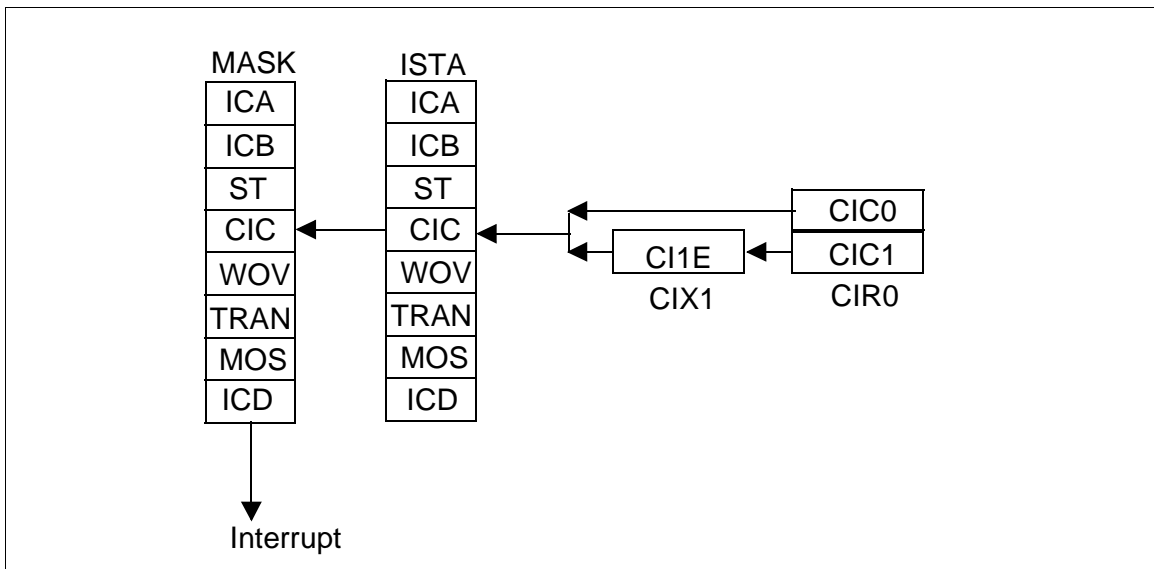 MASK
ICA
ICB
ST
CIC
WOV
TRAN
MOS
ICD
Interrupt
ISTA
ICA
ICB
ST
CIC
WOV
TRAN
MOS
ICD
CI1E
CIX1
CIC0
CIC1
CIR0